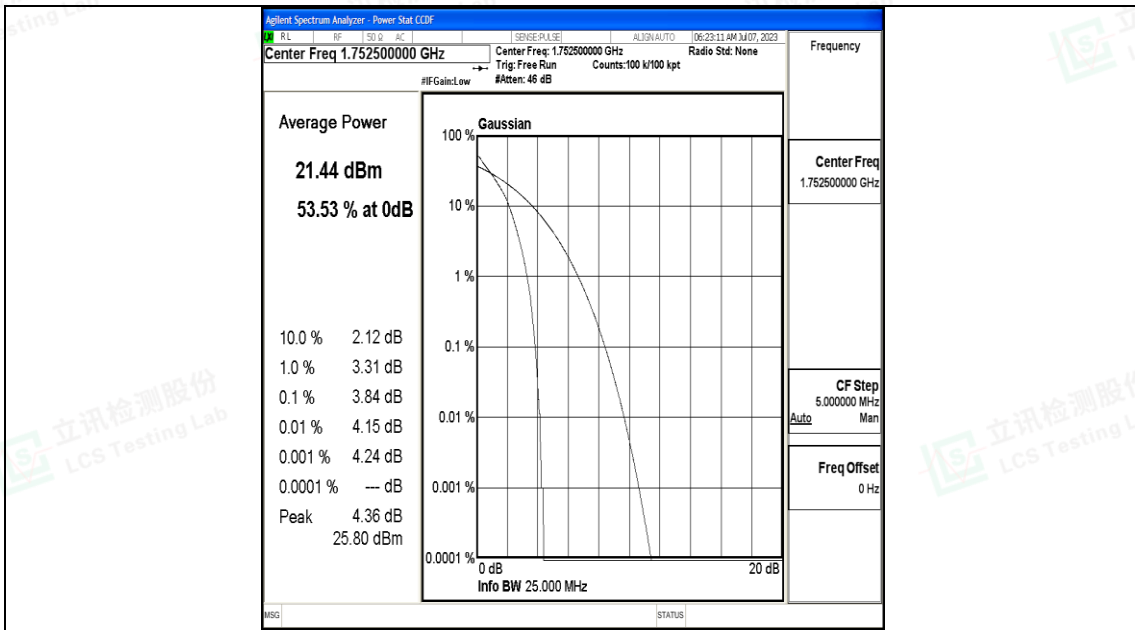 Agilent Spectrum Analyzer - Power Stat CCDF
RL RF 50 Ω AC SENSE:PULSE ALIGN AUTO 06:23:11 AM Jul 07, 2023
Center Freq 1.752500000 GHz
Center Freq: 1.752500000 GHz Radio Std: None
Trig: Free Run Counts:100 k/100 kpt
#IFGain:Low #Atten: 46 dB
Frequency
Average Power
21.44 dBm
53.53 % at 0dB
10.0 % 2.12 dB
1.0 % 3.31 dB
0.1 % 3.84 dB
0.01 % 4.15 dB
0.001 % 4.24 dB
0.0001 % --- dB
Peak 4.36 dB
25.80 dBm
Gaussian
100 %
10 %
1 %
0.1 %
0.01 %
0.001 %
0.0001 %
0 dB 20 dB
Info BW 25.000 MHz
Center Freq
1.752500000 GHz
CF Step
5.000000 MHz
Auto Man
Freq Offset
0 Hz
MSG STATUS
立讯检测股份
LCS Testing Lab
立讯检测股份
LCS Testing L